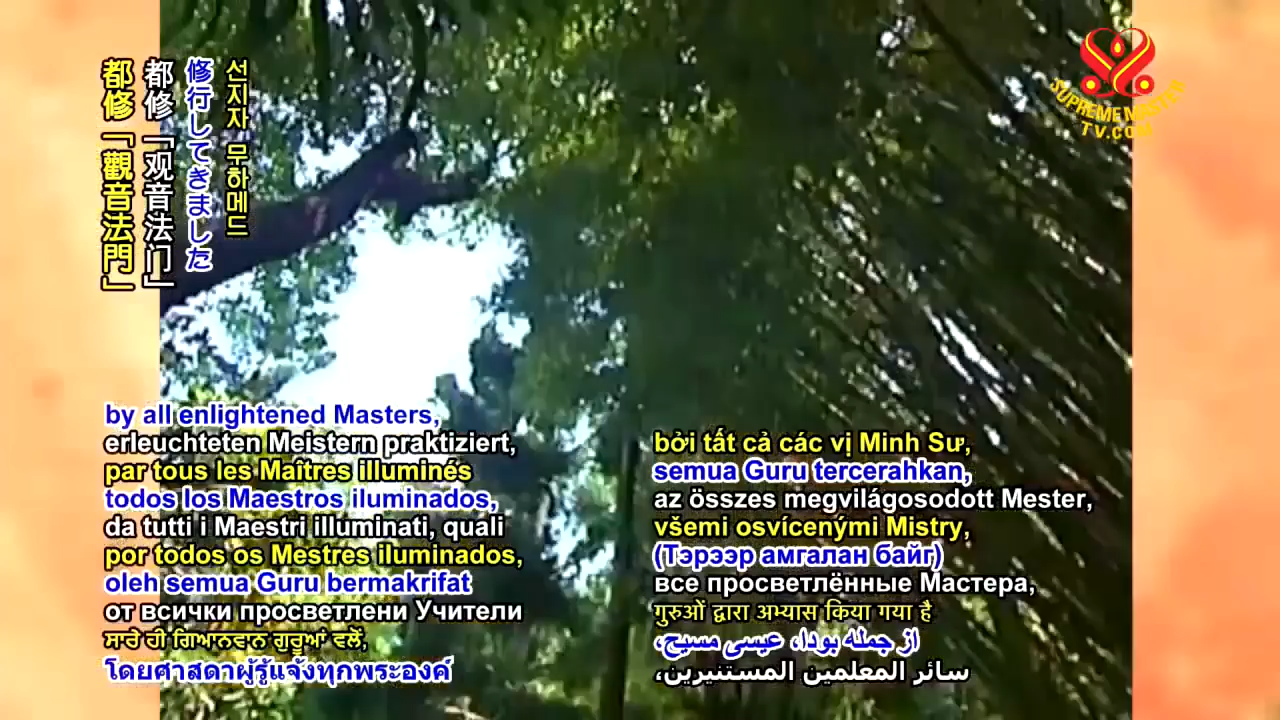 都修「觀音法門」
都修「观音法门」
修行してきました
선지자 무하메드
SUPREME MASTER
TV.COM
by all enlightened Masters,
erleuchteten Meistern praktiziert,
par tous les Maîtres illuminés
todos los Maestros iluminados,
da tutti i Maestri illuminati, quali
por todos os Mestres iluminados,
oleh semua Guru bermakrifat
от всички просветлени Учители
ਸਾਰੇ ਹੀ ਗਿਆਨਵਾਨ ਗੁਰੂਆਂ ਵਲੋਂ,
โดยศาสดาผู้รู้แจ้งทุกพระองค์
bởi tất cả các vị Minh Sư,
semua Guru tercerahkan,
az összes megvilágosodott Mester,
všemi osvícenými Mistry,
(Тэрээр амгалан байг)
все просветлённые Мастера,
गुरुओं द्वारा अभ्यास किया गया है
از جمله بودا، عیسی مسیح،
سائر المعلمين المستنيرين،